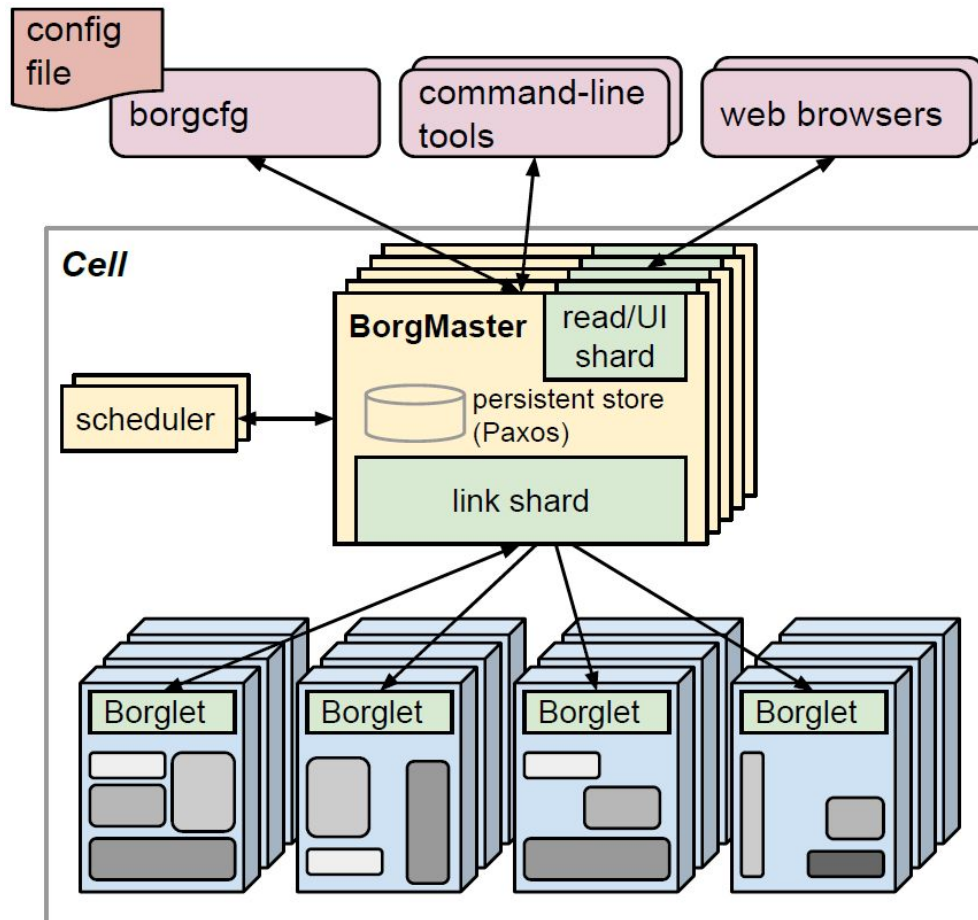 config
file
borgcfg
command-line
tools
web browsers
Cell
BorgMaster
read/UI
shard
scheduler
persistent store
(Paxos)
link shard
Borglet
Borglet
Borglet
Borglet